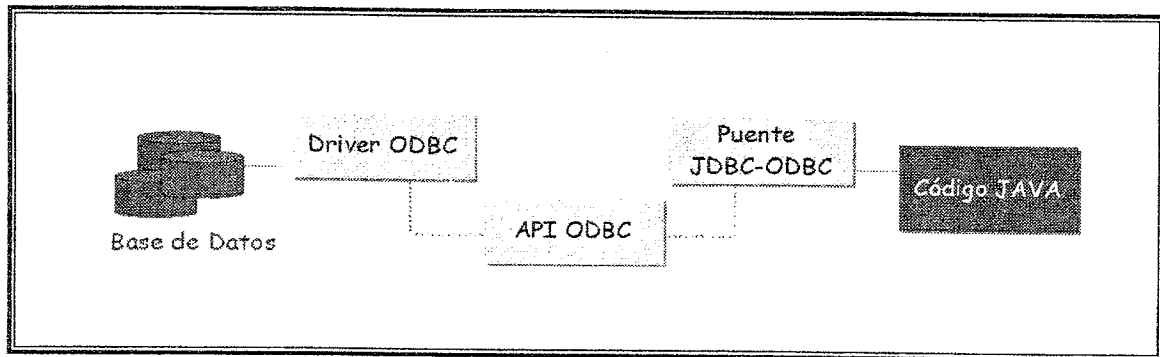 Driver ODBC
Puente
JDBC-ODBC
Código JAVA
API ODBC
Base de Datos